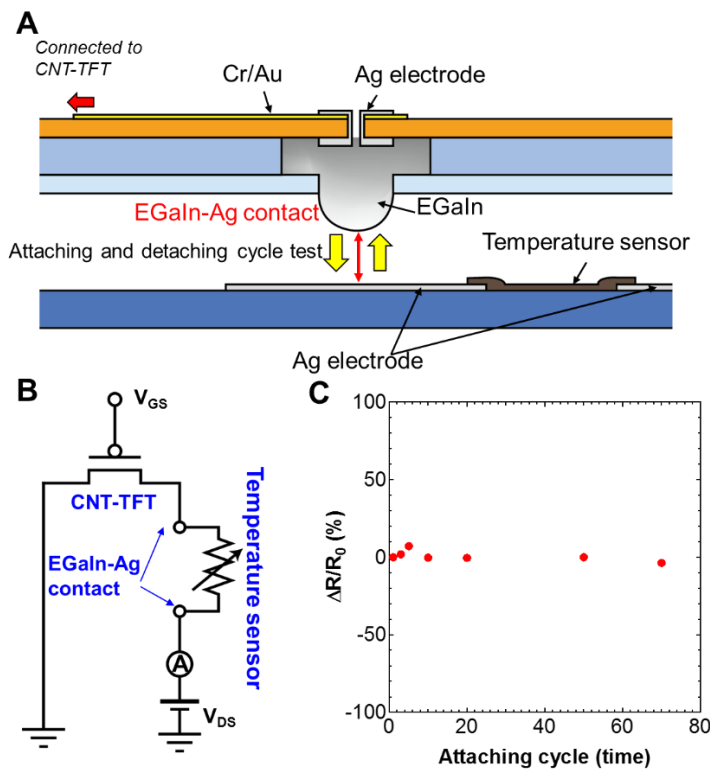 A
Connected to
CNT-TFT
Cr/Au
Ag electrode
EGaIn-Ag contact
EGaIn
Attaching and detaching cycle test
Temperature sensor
Ag electrode
B
V_GS
CNT-TFT
EGaIn-Ag
contact
Temperature sensor
A
V_DS
C
100
50
0
-50
-100
ΔR/R₀ (%)
0 20 40 60 80
Attaching cycle (time)